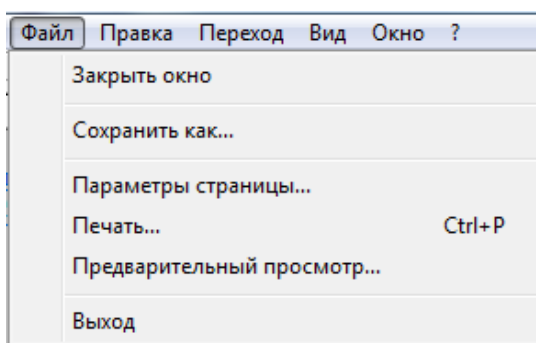 Файл Правка Переход Вид Окно ?
Закрыть окно
Сохранить как...
Параметры страницы...
Печать... Ctrl+P
Предварительный просмотр...
Выход